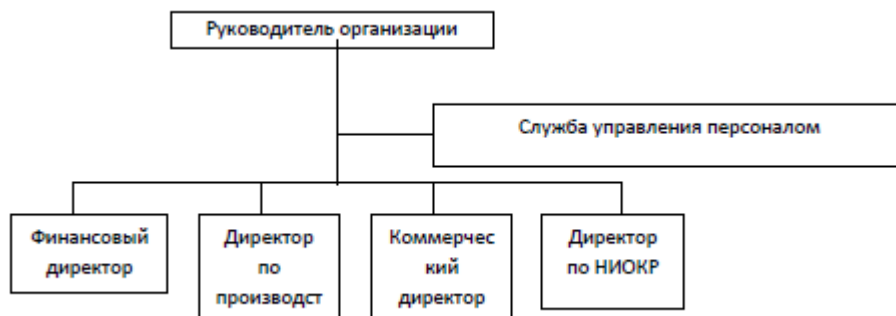 Руководитель организации
Служба управления персоналом
Финансовый
директор
Директор
по
производст
Коммерчес
кий
директор
Директор
по НИОКР